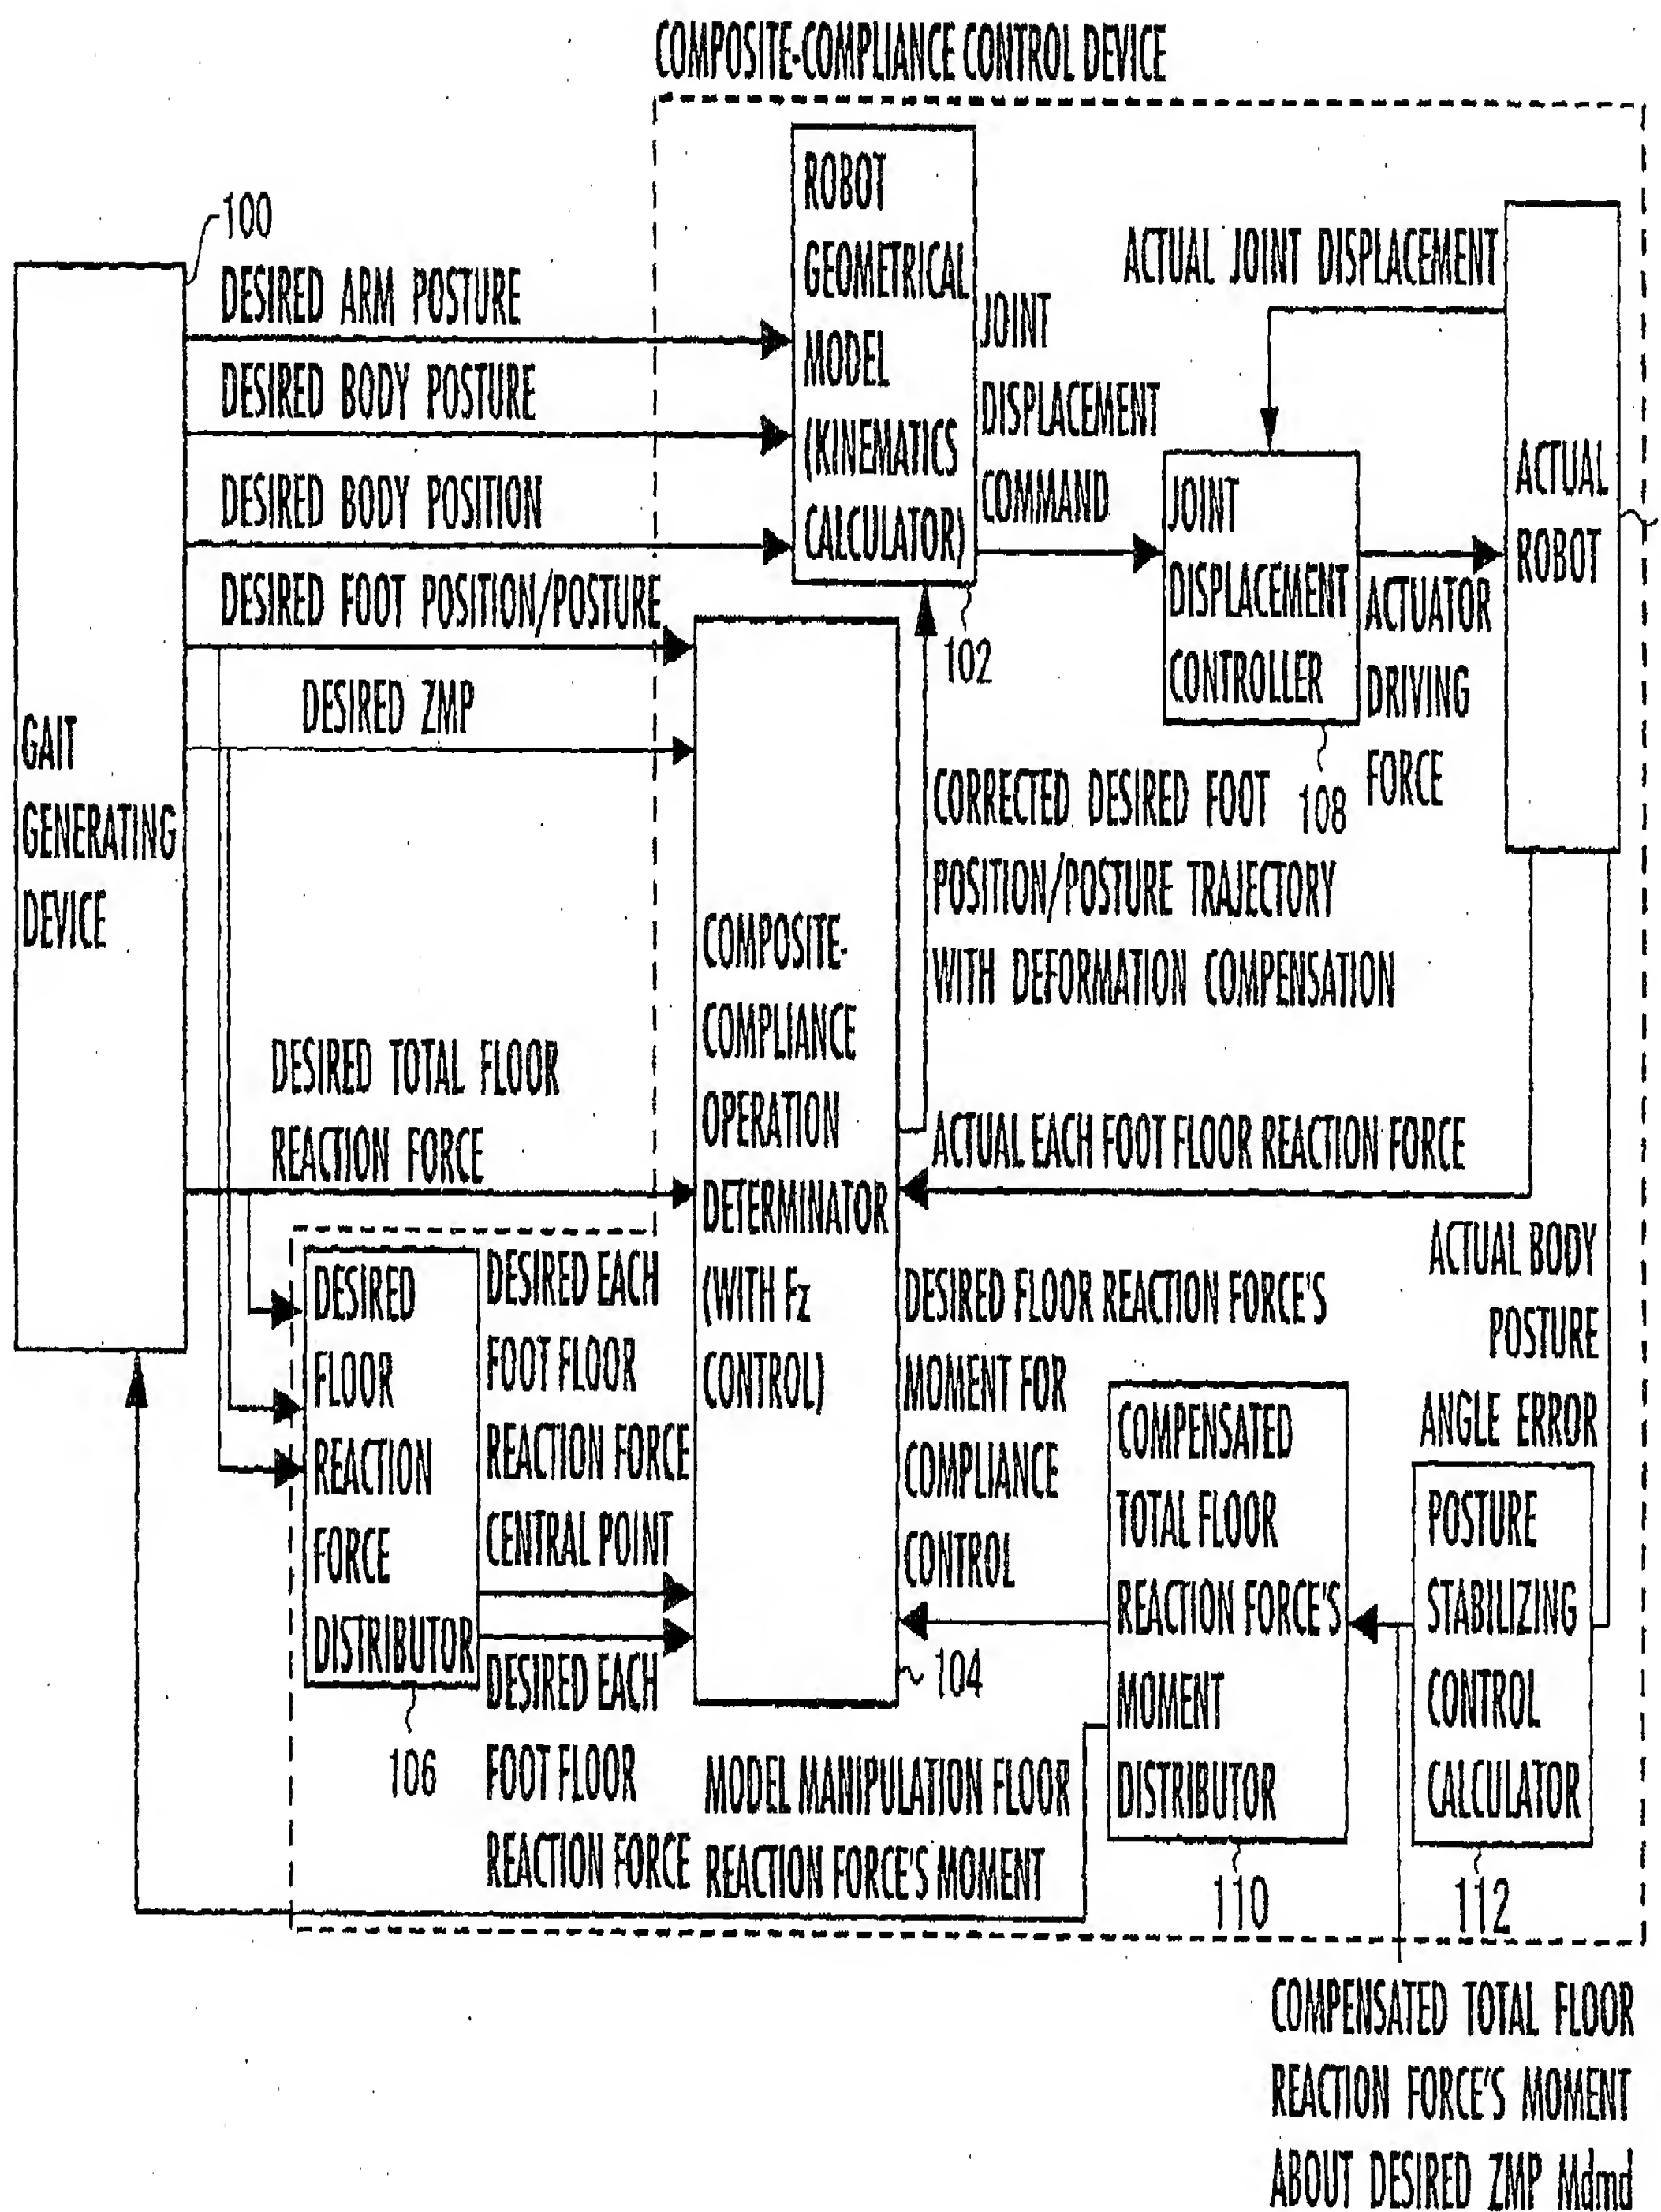 COMPOSITE-COMPLIANCE CONTROL DEVICE
100
GAIT
GENERATING
DEVICE
DESIRED ARM POSTURE
DESIRED BODY POSTURE
DESIRED BODY POSITION
DESIRED FOOT POSITION/POSTURE
DESIRED ZMP
DESIRED TOTAL FLOOR
REACTION FORCE
ROBOT
GEOMETRICAL
MODEL
(KINEMATICS
CALCULATOR)
102
JOINT
DISPLACEMENT
COMMAND
ACTUAL JOINT DISPLACEMENT
JOINT
DISPLACEMENT
CONTROLLER
108
ACTUATOR
DRIVING
FORCE
ACTUAL
ROBOT
CORRECTED DESIRED FOOT
POSITION/POSTURE TRAJECTORY
WITH DEFORMATION COMPENSATION
COMPOSITE-
COMPLIANCE
OPERATION
DETERMINATOR
(WITH Fz
CONTROL)
104
ACTUAL EACH FOOT FLOOR REACTION FORCE
ACTUAL BODY
POSTURE
ANGLE ERROR
DESIRED
FLOOR
REACTION
FORCE
DISTRIBUTOR
106
DESIRED EACH
FOOT FLOOR
REACTION FORCE
CENTRAL POINT
DESIRED EACH
FOOT FLOOR
REACTION FORCE
DESIRED FLOOR REACTION FORCE'S
MOMENT FOR
COMPLIANCE
CONTROL
COMPENSATED
TOTAL FLOOR
REACTION FORCE'S
MOMENT
DISTRIBUTOR
110
POSTURE
STABILIZING
CONTROL
CALCULATOR
112
MODEL MANIPULATION FLOOR
REACTION FORCE'S MOMENT
COMPENSATED TOTAL FLOOR
REACTION FORCE'S MOMENT
ABOUT DESIRED ZMP Mdmd